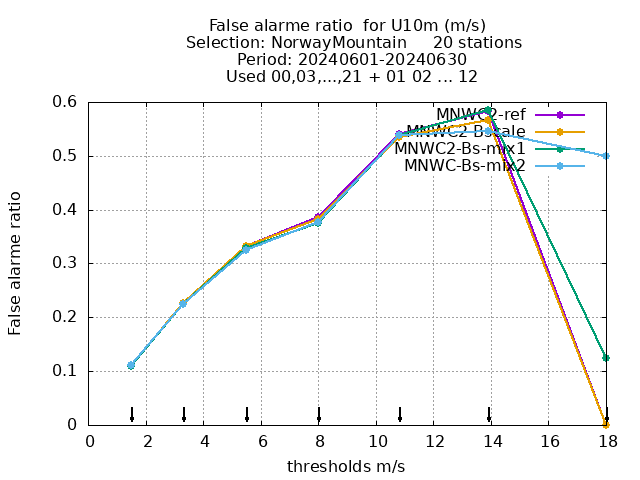 False alarme ratio  for U10m (m/s)
Selection: NorwayMountain     20 stations
Period: 20240601-20240630
Used 00,03,...,21 + 01 02 ... 12
False alarme ratio
0.6
0.5
0.4
0.3
0.2
0.1
0
MNWC2-ref
MNWC2-Bscale
MNWC2-Bs-mix1
MNWC-Bs-mix2
0 2 4 6 8 10 12 14 16 18
thresholds m/s